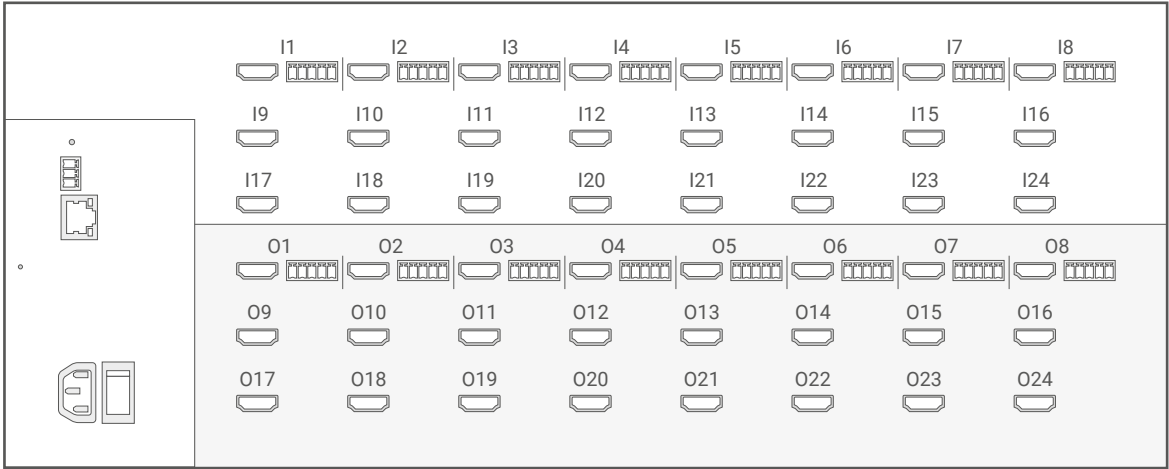 I1 I2 I3 I4 I5 I6 I7 I8
I9 I10 I11 I12 I13 I14 I15 I16
I17 I18 I19 I20 I21 I22 I23 I24
O1 O2 O3 O4 O5 O6 O7 O8
O9 O10 O11 O12 O13 O14 O15 O16
O17 O18 O19 O20 O21 O22 O23 O24